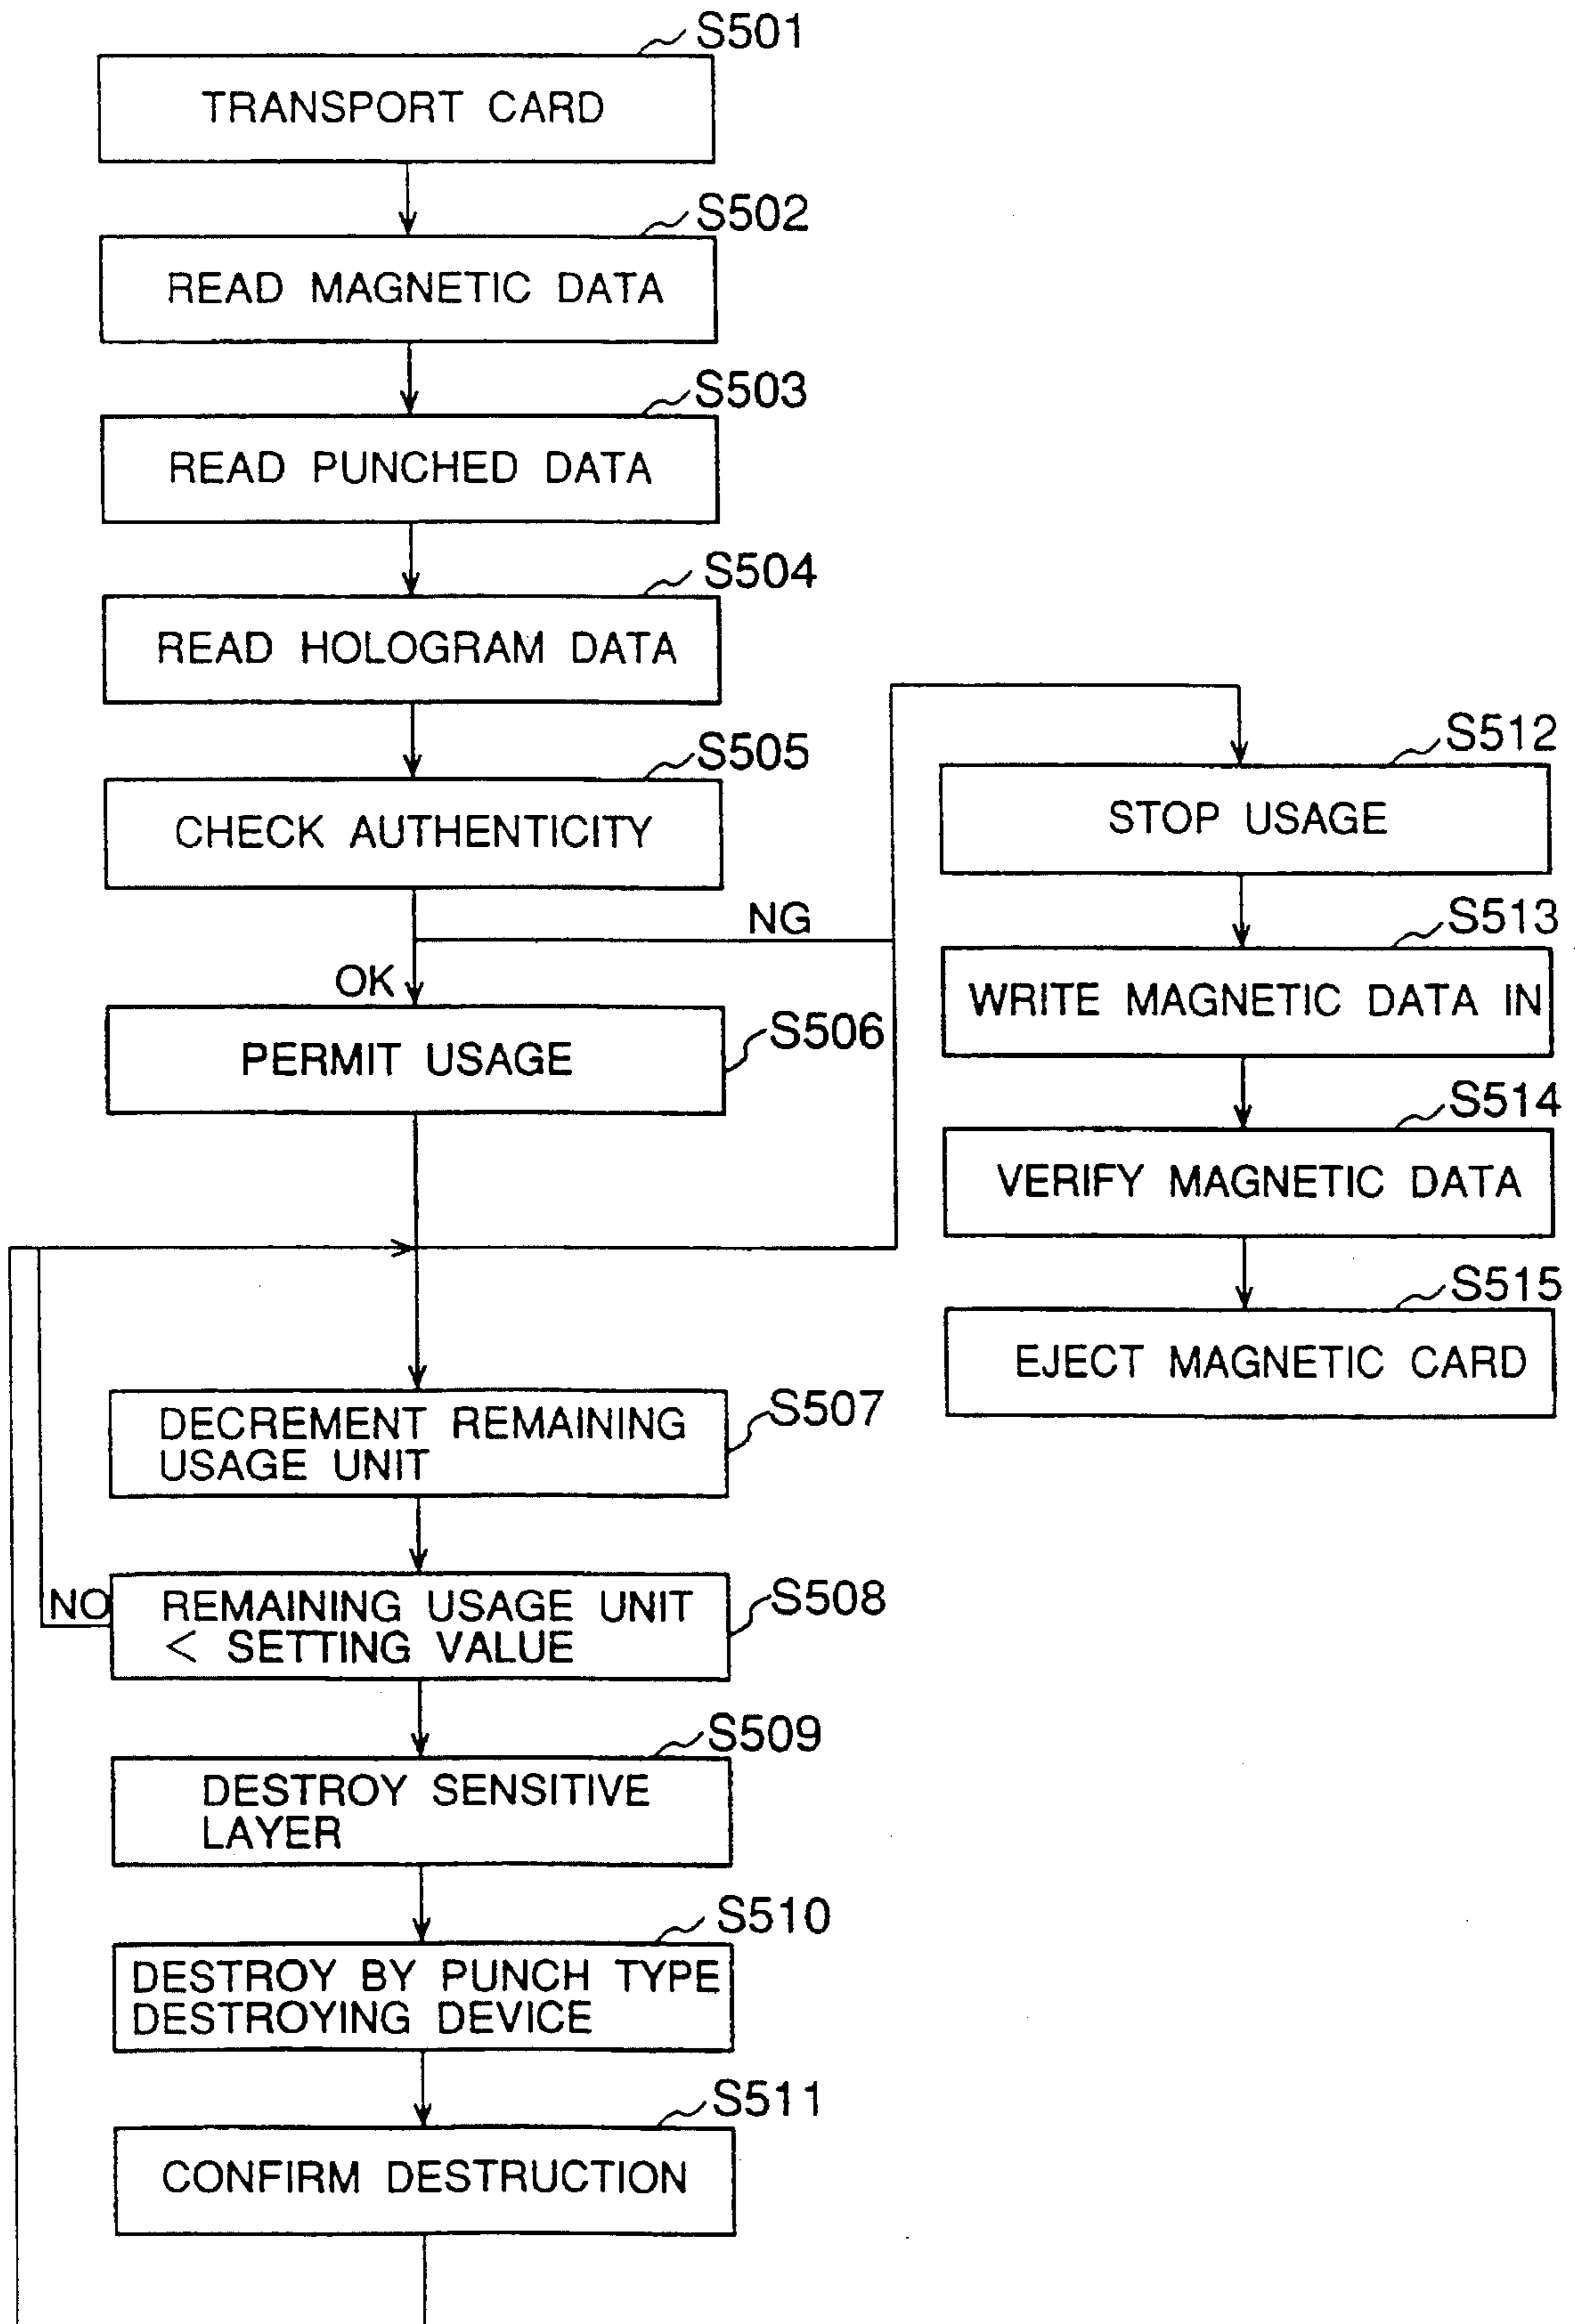 S501
TRANSPORT CARD
S502
READ MAGNETIC DATA
S503
READ PUNCHED DATA
S504
READ HOLOGRAM DATA
S505
CHECK AUTHENTICITY
NG
OK
PERMIT USAGE
S506
DECREMENT REMAINING
USAGE UNIT
S507
NO
REMAINING USAGE UNIT
< SETTING VALUE
S508
S509
DESTROY SENSITIVE
LAYER
S510
DESTROY BY PUNCH TYPE
DESTROYING DEVICE
S511
CONFIRM DESTRUCTION
S512
STOP USAGE
S513
WRITE MAGNETIC DATA IN
S514
VERIFY MAGNETIC DATA
S515
EJECT MAGNETIC CARD